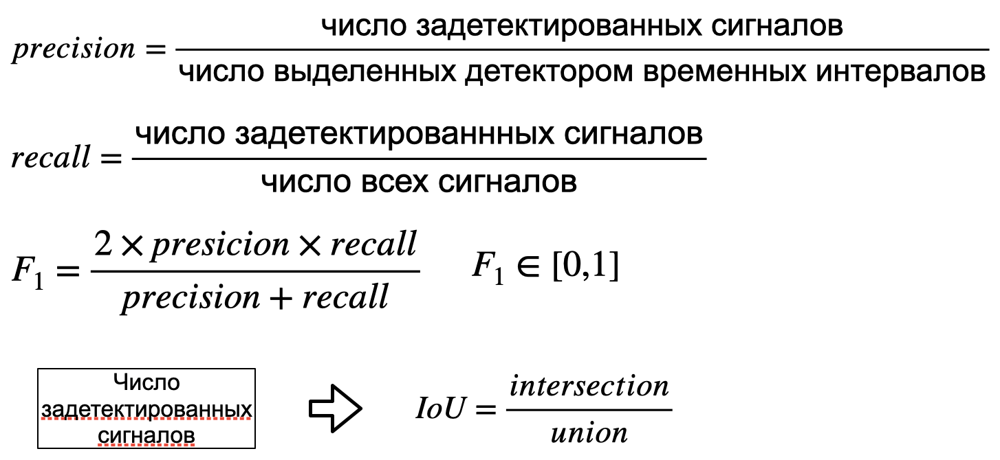 число задетектированных сигналов
precision =
число выделенных детектором временных интервалов
число задетектированнных сигналов
recall =
число всех сигналов
2 × presicion × recall
F₁ =
precision + recall
F₁ ∈ [0,1]
Число
задетектированных
сигналов
IoU =
intersection
union